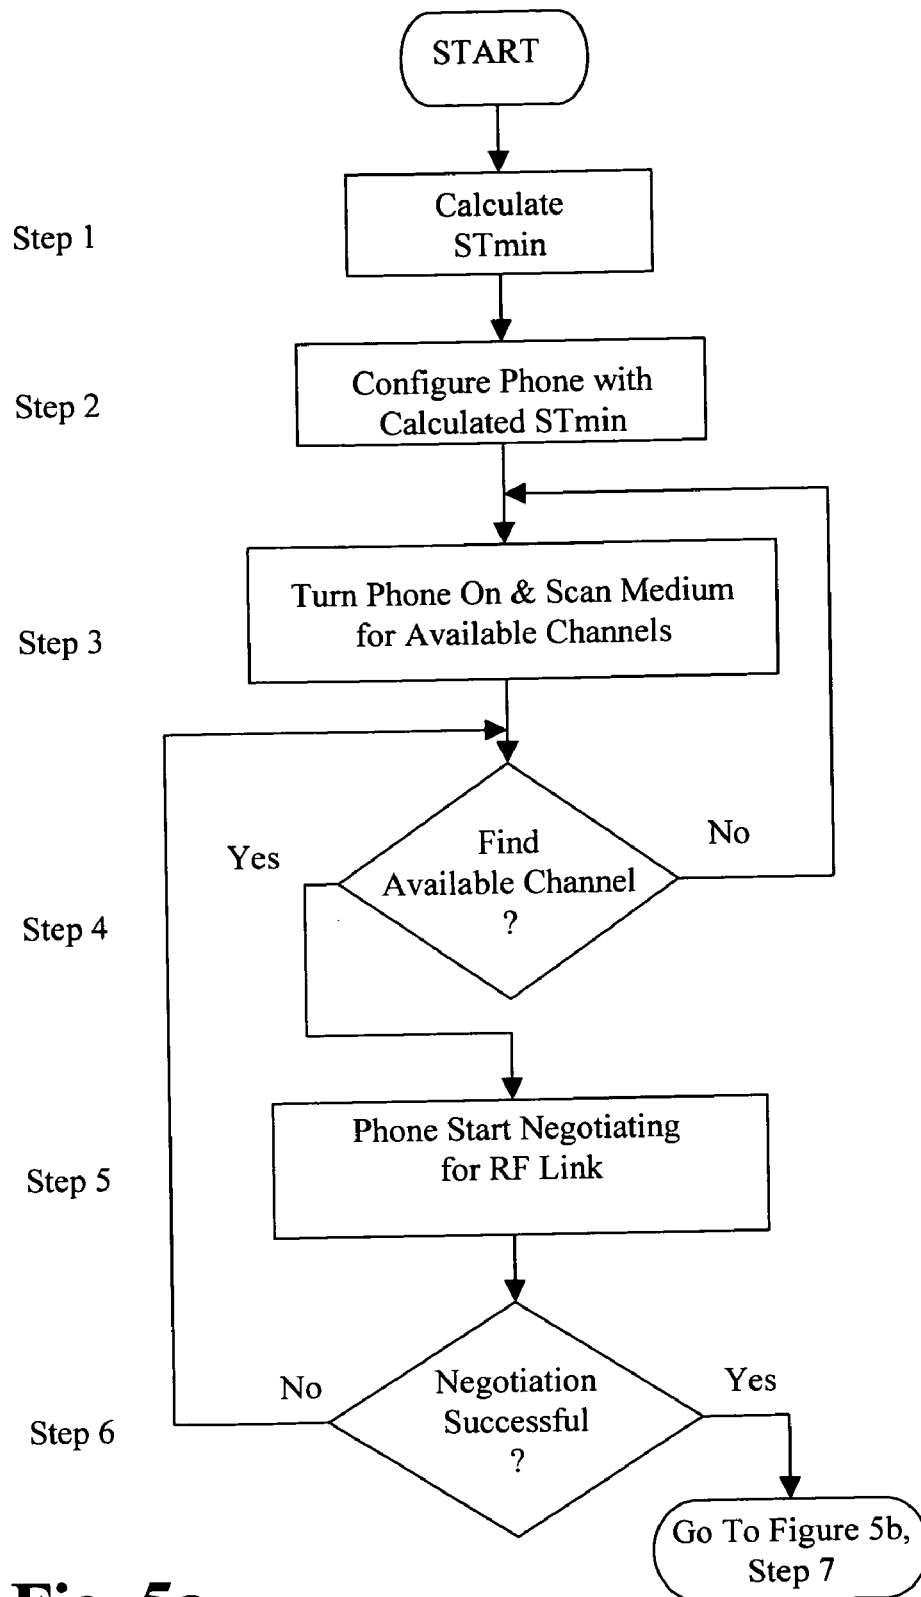 START
Step 1
Calculate
STmin
Step 2
Configure Phone with
Calculated STmin
Step 3
Turn Phone On & Scan Medium
for Available Channels
Yes
No
Step 4
Find
Available Channel
?
Step 5
Phone Start Negotiating
for RF Link
No
Yes
Step 6
Negotiation
Successful
?
Go To Figure 5b,
Step 7